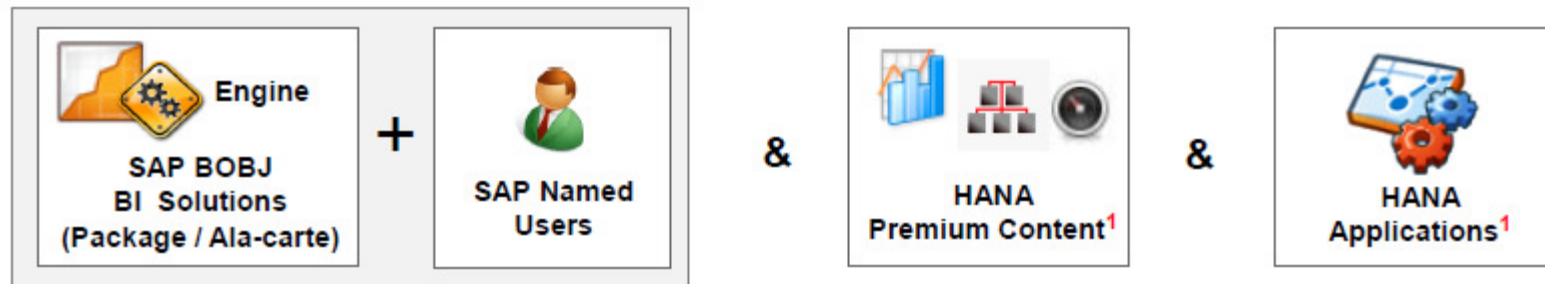 Engine
SAP BOBJ
BI Solutions
(Package / Ala-carte)
+
SAP Named
Users
&
HANA
Premium Content¹
&
HANA
Applications¹